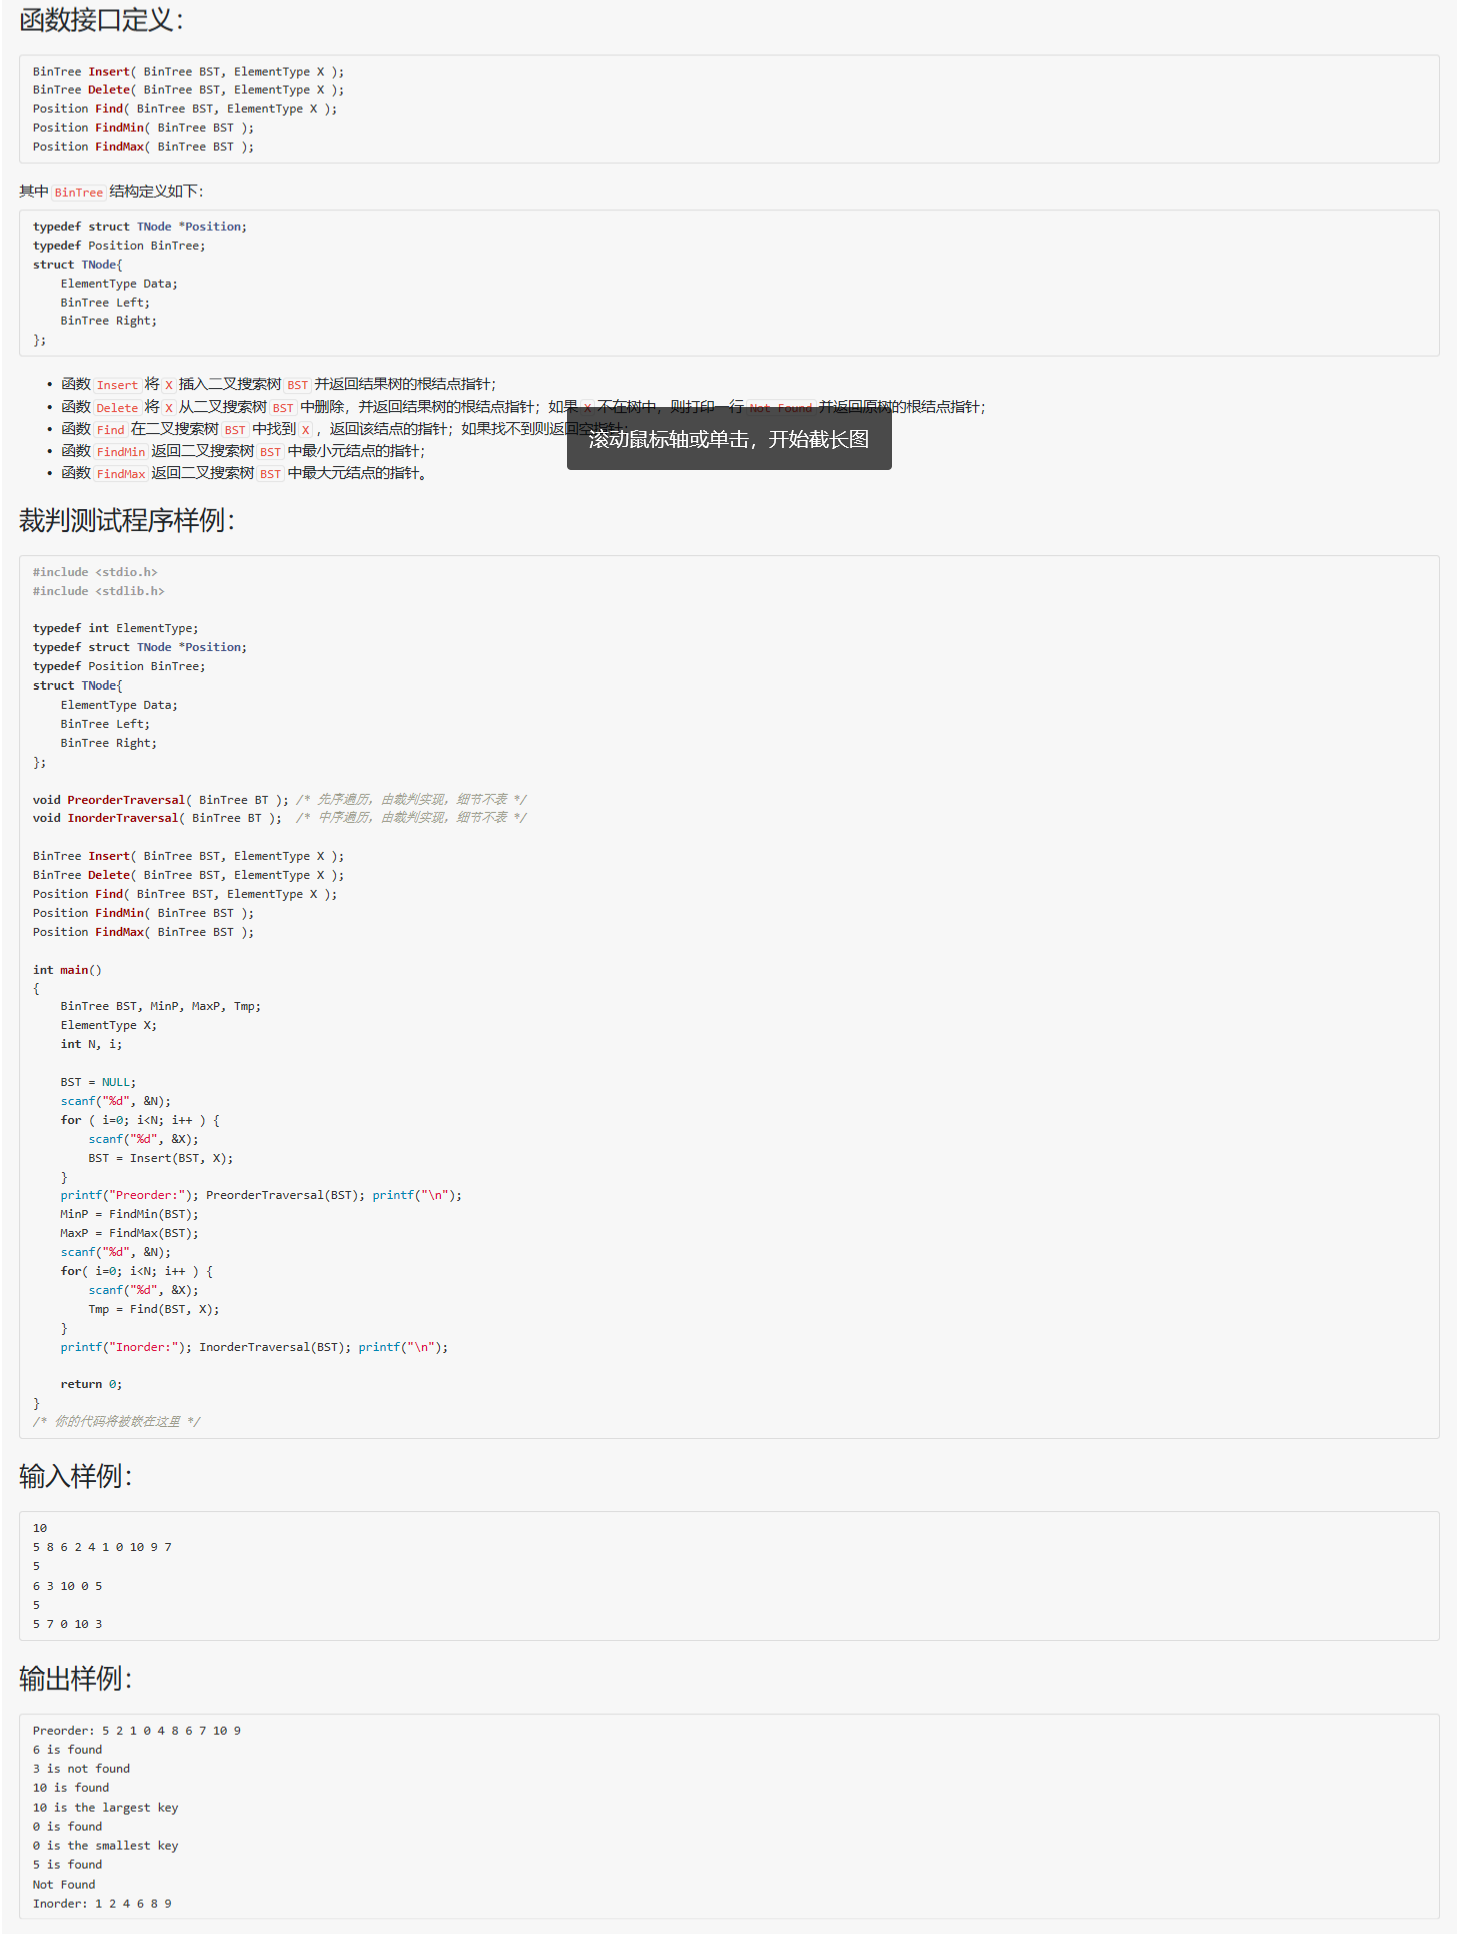 函数接口定义：
BinTree Insert( BinTree BST, ElementType X );
BinTree Delete( BinTree BST, ElementType X );
Position Find( BinTree BST, ElementType X );
Position FindMin( BinTree BST );
Position FindMax( BinTree BST );
其中 BinTree 结构定义如下：
typedef struct TNode *Position;
typedef Position BinTree;
struct TNode{
    ElementType Data;
    BinTree Left;
    BinTree Right;
};
• 函数 Insert 将 X 插入二叉搜索树 BST 并返回结果树的根结点指针；
• 函数 Delete 将 X 从二叉搜索树 BST 中删除，并返回结果树的根结点指针；如果 X 不在树中，则打印一行 Not Found 并返回原树的根结点指针；
• 函数 Find 在二叉搜索树 BST 中找到 X ，返回该结点的指针；如果找不到则返回空指针；
滚动鼠标轴或单击，开始截长图
• 函数 FindMin 返回二叉搜索树 BST 中最小元结点的指针；
• 函数 FindMax 返回二叉搜索树 BST 中最大元结点的指针。
裁判测试程序样例：
#include <stdio.h>
#include <stdlib.h>
typedef int ElementType;
typedef struct TNode *Position;
typedef Position BinTree;
struct TNode{
    ElementType Data;
    BinTree Left;
    BinTree Right;
};
void PreorderTraversal( BinTree BT ); /* 先序遍历，由裁判实现，细节不表 */
void InorderTraversal( BinTree BT );  /* 中序遍历，由裁判实现，细节不表 */
BinTree Insert( BinTree BST, ElementType X );
BinTree Delete( BinTree BST, ElementType X );
Position Find( BinTree BST, ElementType X );
Position FindMin( BinTree BST );
Position FindMax( BinTree BST );
int main()
{
    BinTree BST, MinP, MaxP, Tmp;
    ElementType X;
    int N, i;
    BST = NULL;
    scanf("%d", &N);
    for ( i=0; i<N; i++ ) {
        scanf("%d", &X);
        BST = Insert(BST, X);
    }
    printf("Preorder:"); PreorderTraversal(BST); printf("\n");
    MinP = FindMin(BST);
    MaxP = FindMax(BST);
    scanf("%d", &N);
    for( i=0; i<N; i++ ) {
        scanf("%d", &X);
        Tmp = Find(BST, X);
    }
    printf("Inorder:"); InorderTraversal(BST); printf("\n");
    return 0;
}
/* 你的代码将被嵌在这里 */
输入样例：
10
5 8 6 2 4 1 0 10 9 7
5
6 3 10 0 5
5
5 7 0 10 3
输出样例：
Preorder: 5 2 1 0 4 8 6 7 10 9
6 is found
3 is not found
10 is found
10 is the largest key
0 is found
0 is the smallest key
5 is found
Not Found
Inorder: 1 2 4 6 8 9